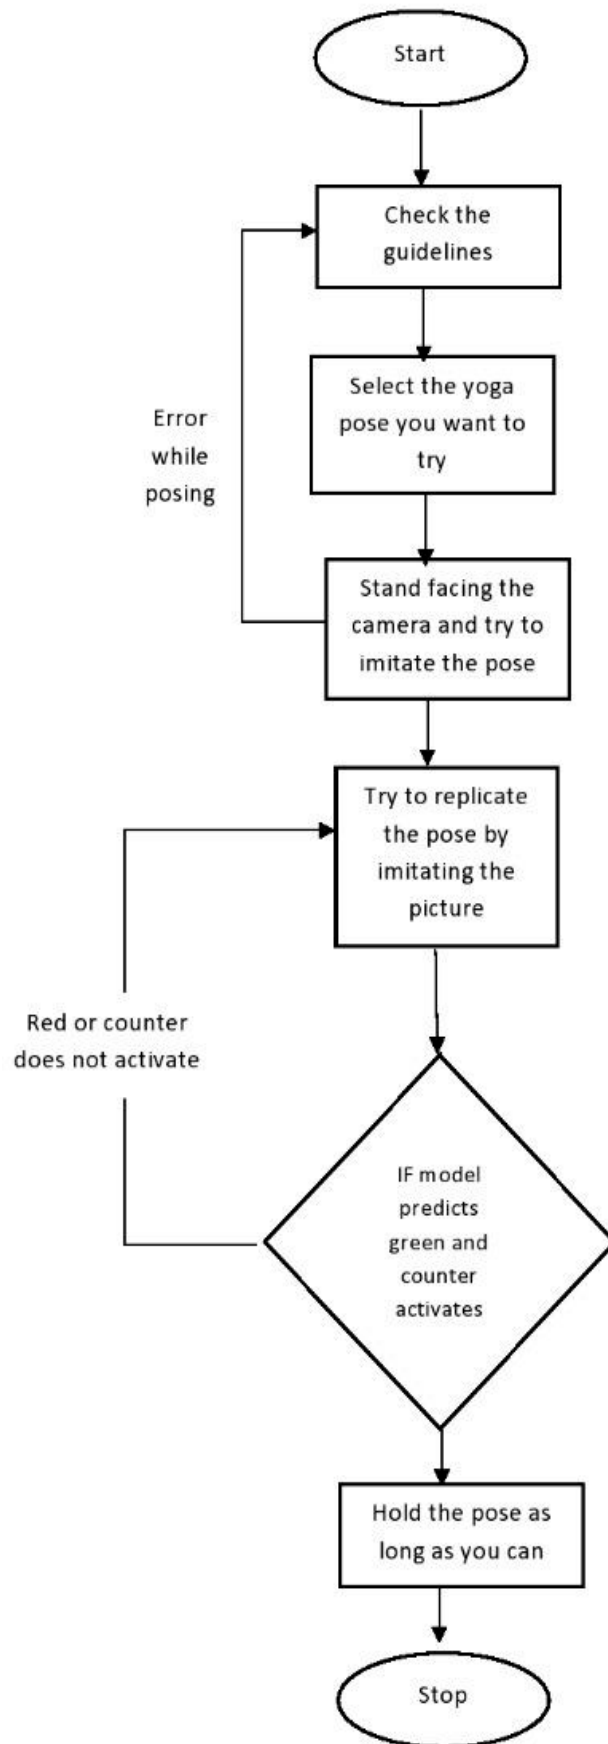 Start
Check the
guidelines
Select the yoga
pose you want to
try
Error
while
posing
Stand facing the
camera and try to
imitate the pose
Try to replicate
the pose by
imitating the
picture
Red or counter
does not activate
IF model
predicts
green and
counter
activates
Hold the pose as
long as you can
Stop